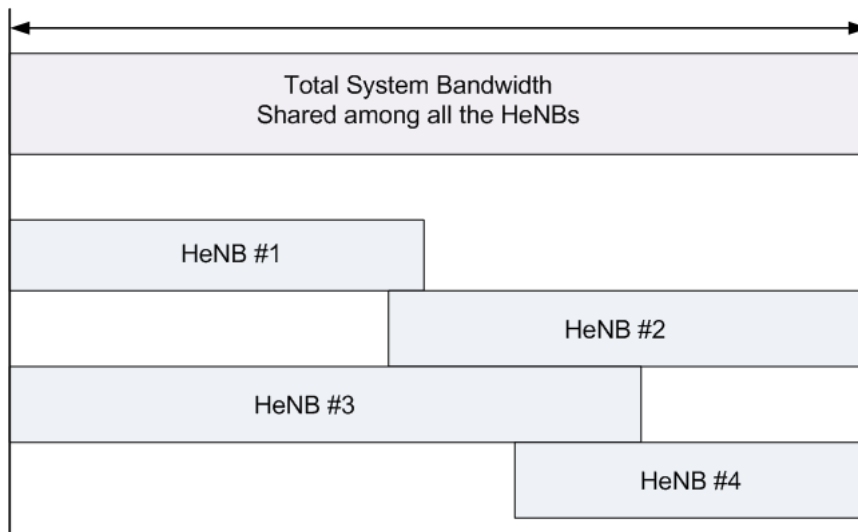 Total System Bandwidth
Shared among all the HeNBs
HeNB #1
HeNB #2
HeNB #3
HeNB #4